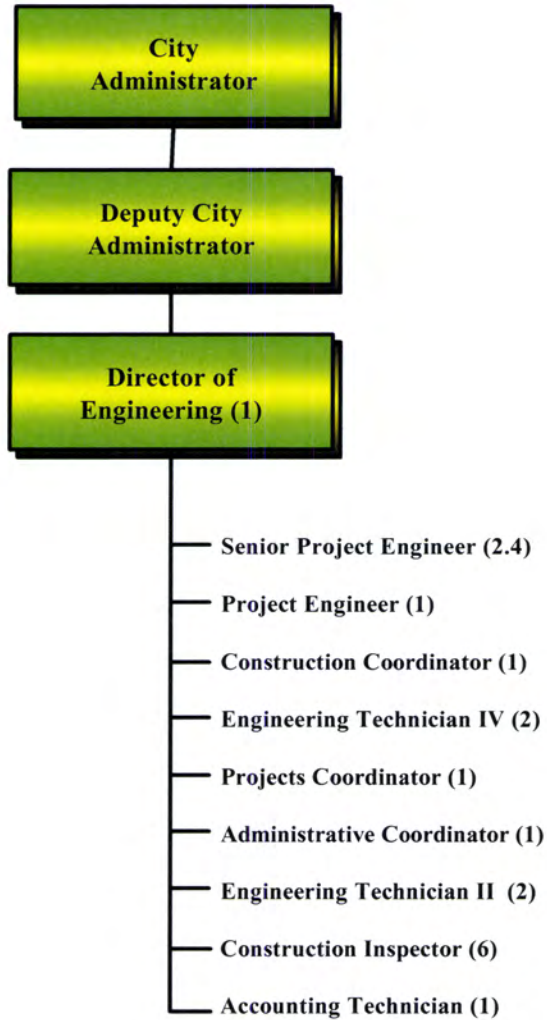 City
Administrator
Deputy City
Administrator
Director of
Engineering (1)
Senior Project Engineer (2.4)
Project Engineer (1)
Construction Coordinator (1)
Engineering Technician IV (2)
Projects Coordinator (1)
Administrative Coordinator (1)
Engineering Technician II (2)
Construction Inspector (6)
Accounting Technician (1)